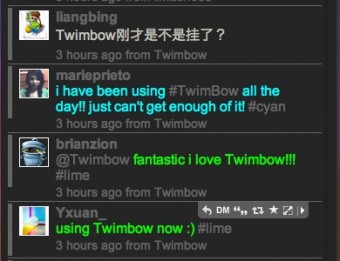 liangbing
Twimbow刚才是不是挂了？
3 hours ago from Twimbow
marieprieto
i have been using #TwimBow all the
day!! just can't get enough of it! #cyan
3 hours ago from Twimbow
brianzion
@Twimbow fantastic i love Twimbow!!!
#lime
3 hours ago from Twimbow
Yxuan_
DM
using Twimbow now :) #lime
3 hours ago from Twimbow